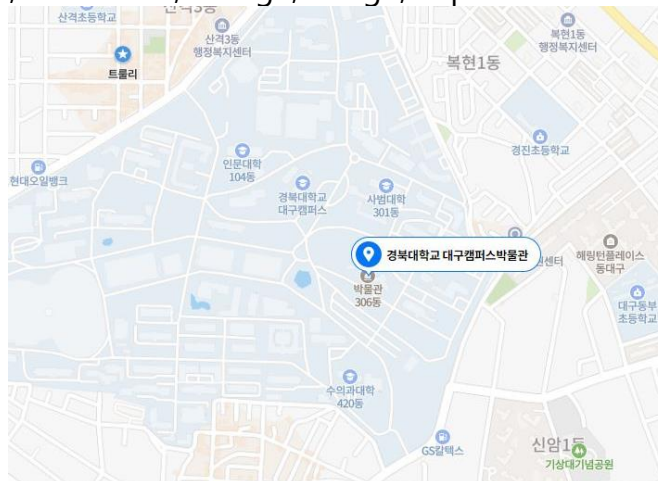 산격초등학교
산격3동
산격3동
행정복지센터
트롤리
복현1동
행정복지센터
복현1동
경진초등학교
현대오일뱅크
인문대학
104동
경북대학교
대구캠퍼스
사범대학
301동
경북대학교 대구캠퍼스박물관
원센터
해링턴플레이스
동대구
박물관
306동
대구동부
초등학교
수의과대학
420동
GS칼텍스
신암1동
기상대기념공원